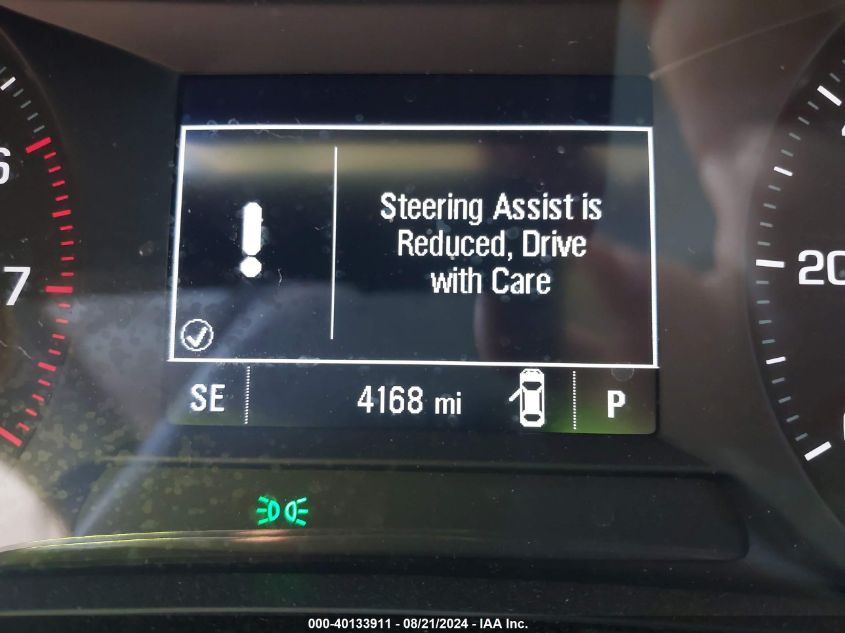 6
7
Steering Assist is
Reduced, Drive
with Care
SE
4168 mi
P
20
000-40133911 - 08/21/2024 - IAA Inc.